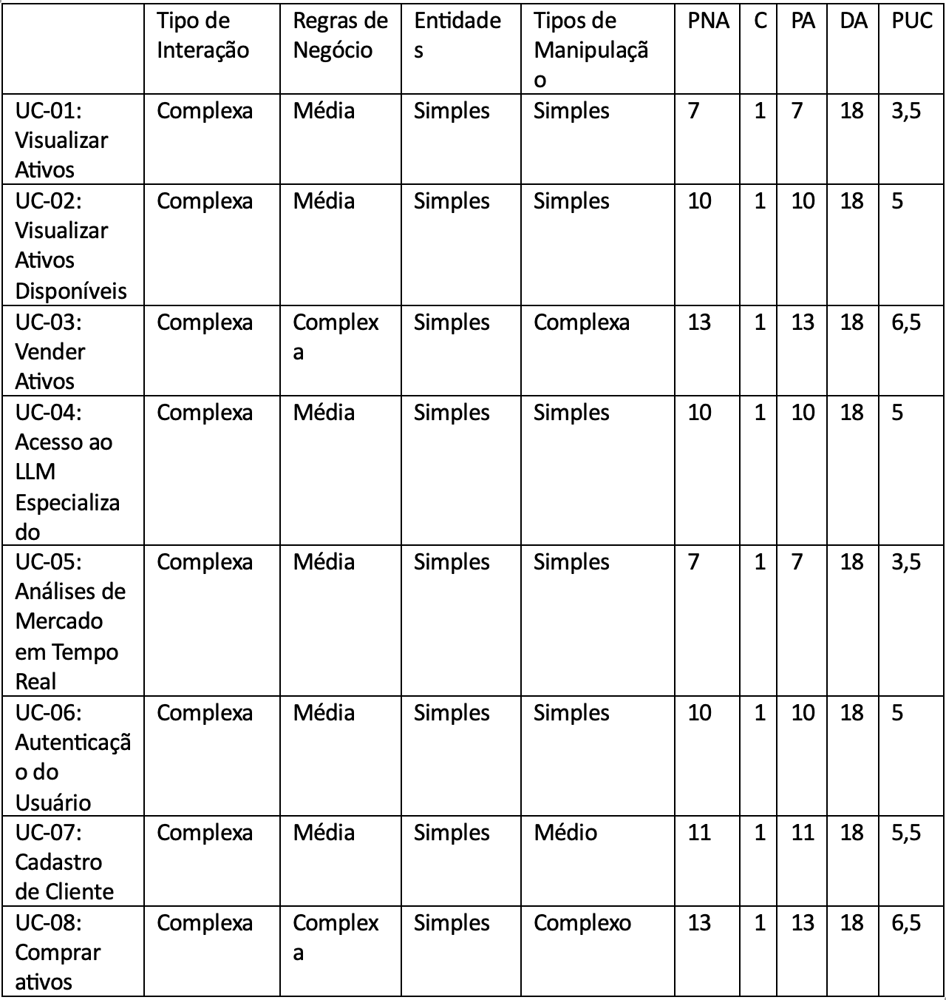 Tipo de Interação Regras de Negócio Entidades Tipos de Manipulação PNA C PA DA PUC
UC-01: Visualizar Ativos Complexa Média Simples Simples 7 1 7 18 3,5
UC-02: Visualizar Ativos Disponíveis Complexa Média Simples Simples 10 1 10 18 5
UC-03: Vender Ativos Complexa Complexa Simples Complexa 13 1 13 18 6,5
UC-04: Acesso ao LLM Especializado Complexa Média Simples Simples 10 1 10 18 5
UC-05: Análises de Mercado em Tempo Real Complexa Média Simples Simples 7 1 7 18 3,5
UC-06: Autenticação do Usuário Complexa Média Simples Simples 10 1 10 18 5
UC-07: Cadastro de Cliente Complexa Média Simples Médio 11 1 11 18 5,5
UC-08: Comprar ativos Complexa Complexa Simples Complexo 13 1 13 18 6,5